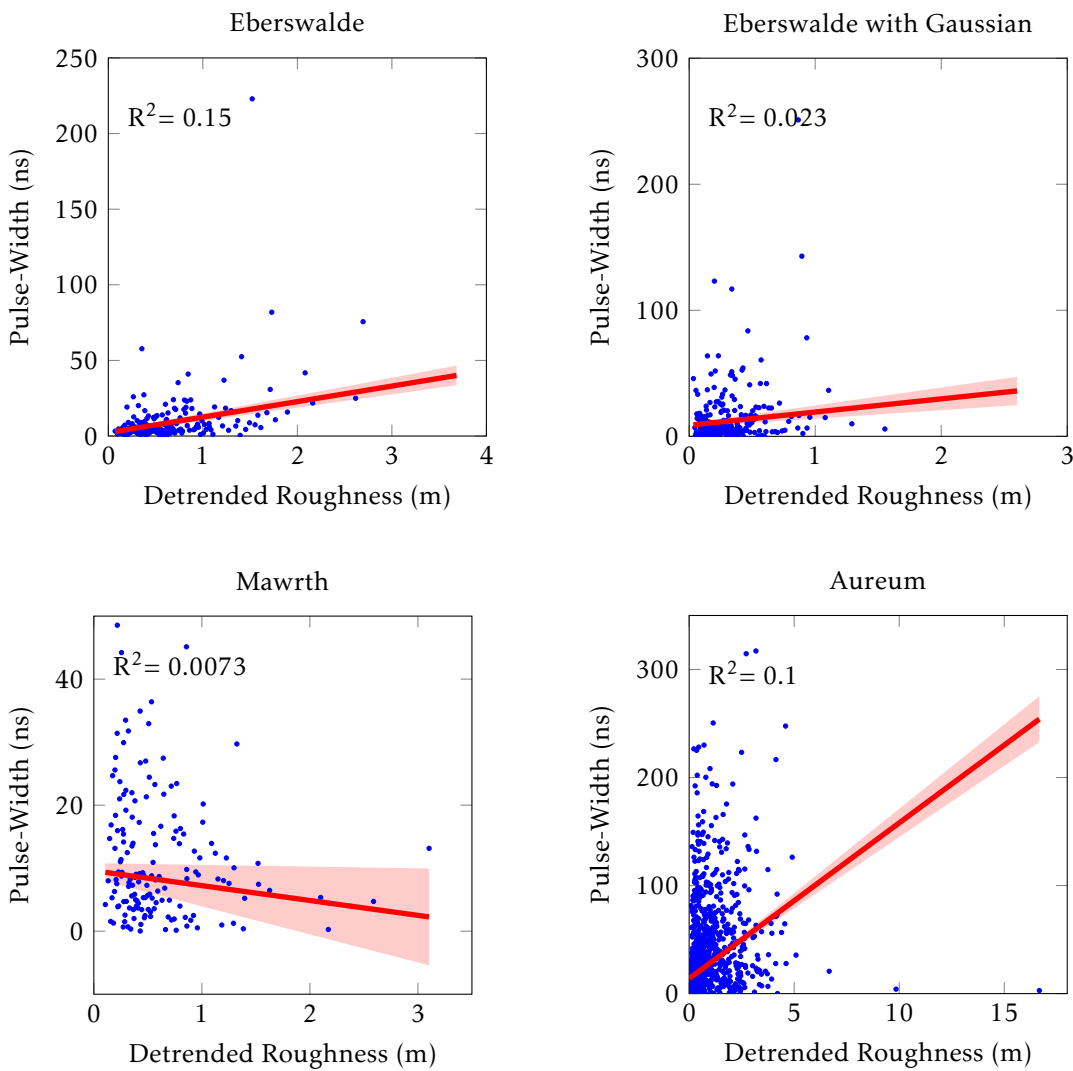 Eberswalde
250
200
150
100
50
0
R²= 0.15
0 1 2 3 4
Pulse-Width (ns)
Detrended Roughness (m)
Eberswalde with Gaussian
300
200
100
0
R²= 0.023
0 1 2 3
Pulse-Width (ns)
Detrended Roughness (m)
Mawrth
40
20
0
R²= 0.0073
0 1 2 3
Pulse-Width (ns)
Detrended Roughness (m)
Aureum
300
200
100
0
R²= 0.1
0 5 10 15
Pulse-Width (ns)
Detrended Roughness (m)